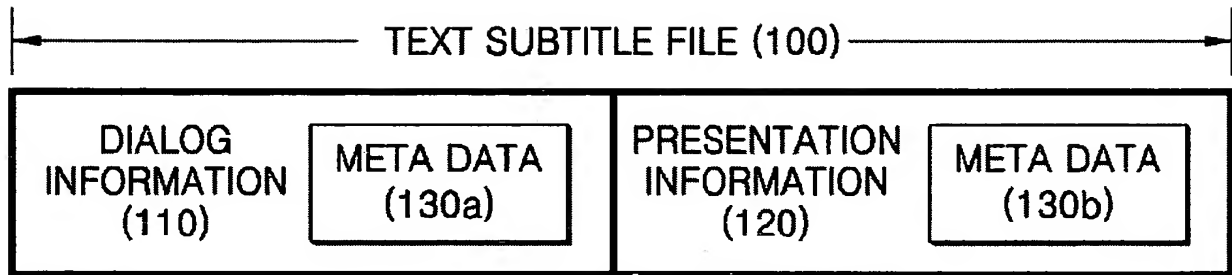 TEXT SUBTITLE FILE (100)
DIALOG
INFORMATION
(110)
META DATA
(130a)
PRESENTATION
INFORMATION
(120)
META DATA
(130b)